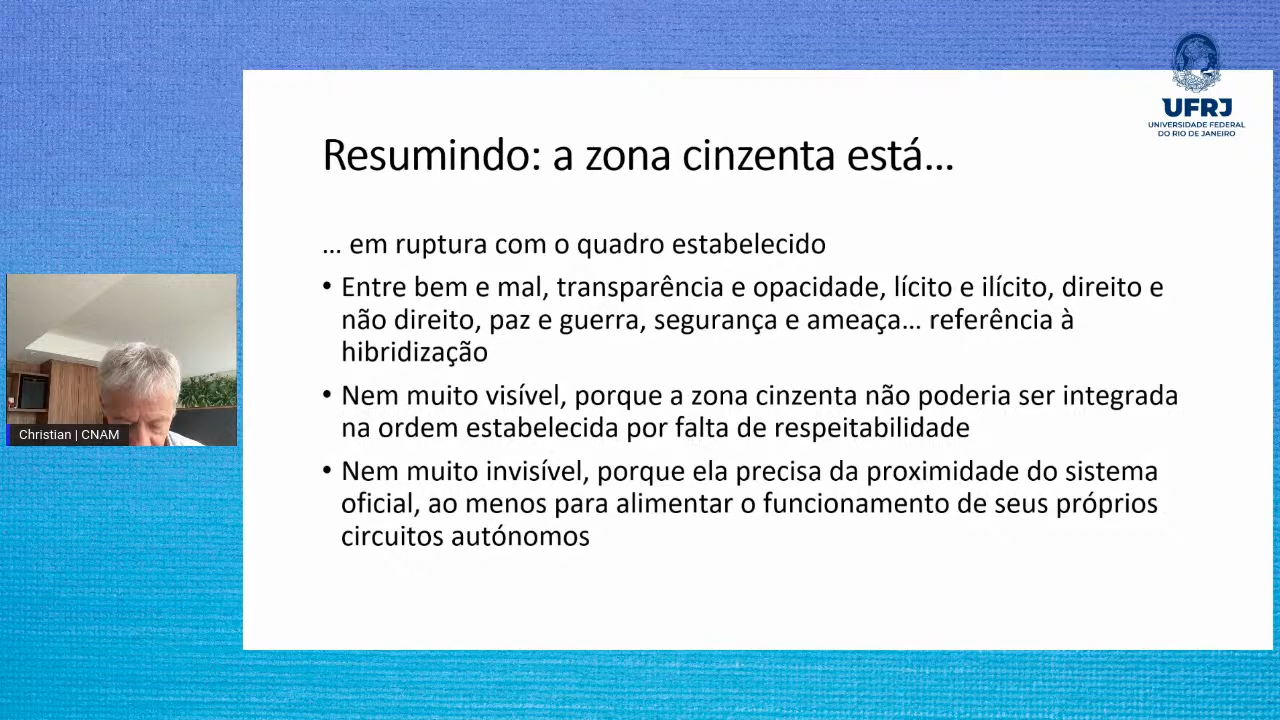 UFRJ
UNIVERSIDADE FEDERAL
DO RIO DE JANEIRO
Resumindo: a zona cinzenta está...
... em ruptura com o quadro estabelecido
• Entre bem e mal, transparência e opacidade, lícito e ilícito, direito e
não direito, paz e guerra, segurança e ameaça... referência à
hibridização
• Nem muito visível, porque a zona cinzenta não poderia ser integrada
na ordem estabelecida por falta de respeitabilidade
• Nem muito invisível, porque ela precisa da proximidade do sistema
oficial, ao menos para alimentar o funcionamento de seus próprios
circuitos autónomos
Christian | CNAM